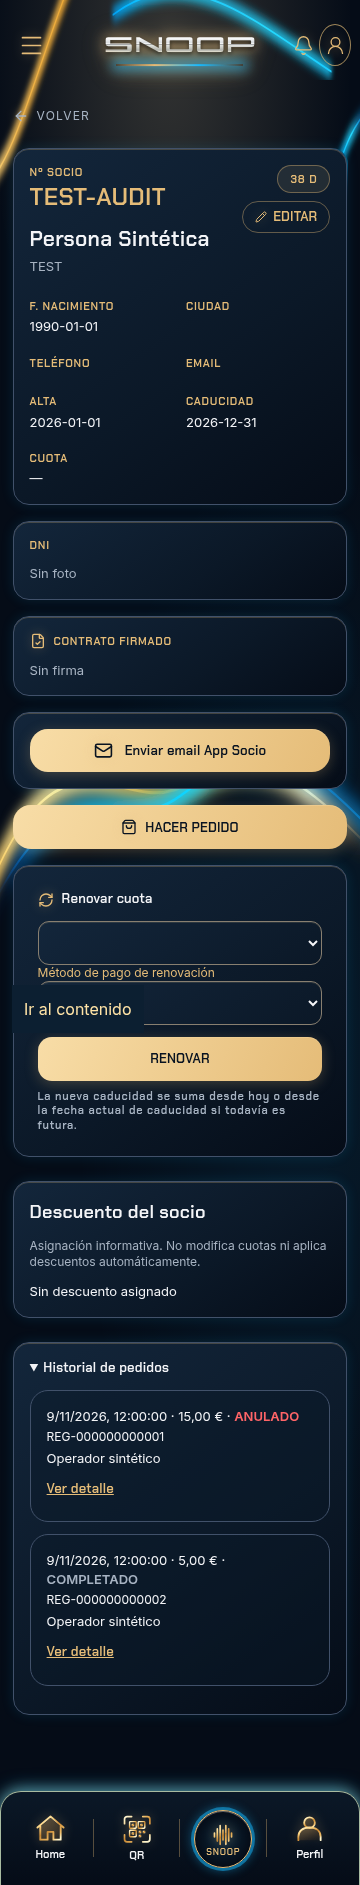 SNOOP
VOLVER
Nº SOCIO
TEST-AUDIT
38 D
EDITAR
Persona Sintética
TEST
F. NACIMIENTO
CIUDAD
1990-01-01
TELÉFONO
EMAIL
ALTA
CADUCIDAD
2026-01-01
2026-12-31
CUOTA
—
DNI
Sin foto
CONTRATO FIRMADO
Sin firma
Enviar email App Socio
HACER PEDIDO
Renovar cuota
Método de pago de renovación
Ir al contenido
RENOVAR
La nueva caducidad se suma desde hoy o desde
la fecha actual de caducidad si todavía es
futura.
Descuento del socio
Asignación informativa. No modifica cuotas ni aplica
descuentos automáticamente.
Sin descuento asignado
▼ Historial de pedidos
9/11/2026, 12:00:00 · 15,00 € · ANULADO
REG-000000000001
Operador sintético
Ver detalle
9/11/2026, 12:00:00 · 5,00 € ·
COMPLETADO
REG-000000000002
Operador sintético
Ver detalle
Home
QR
SNOOP
Perfil